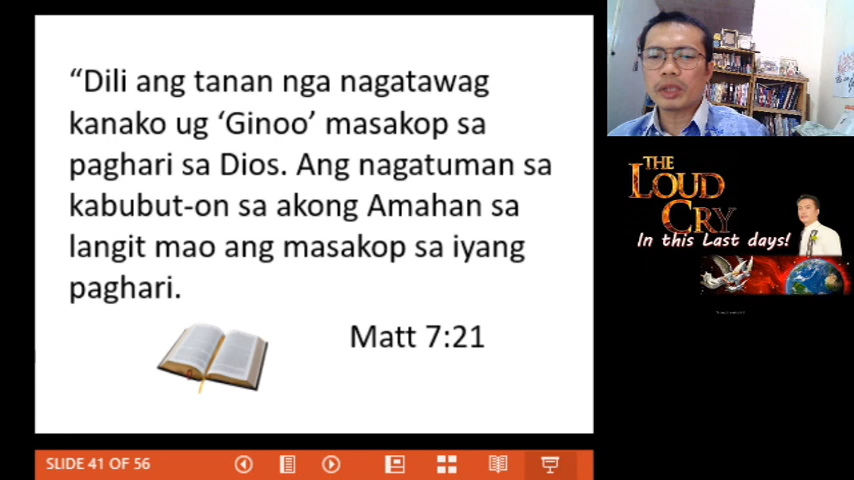 “Dili ang tanan nga nagatawag
kanako ug ‘Ginoo’ masakop sa
paghari sa Dios. Ang nagatuman sa
kabubut-on sa akong Amahan sa
langit mao ang masakop sa iyang
paghari.
Matt 7:21
THE
LOUD
CRY
In this Last days!
SLIDE 41 OF 56